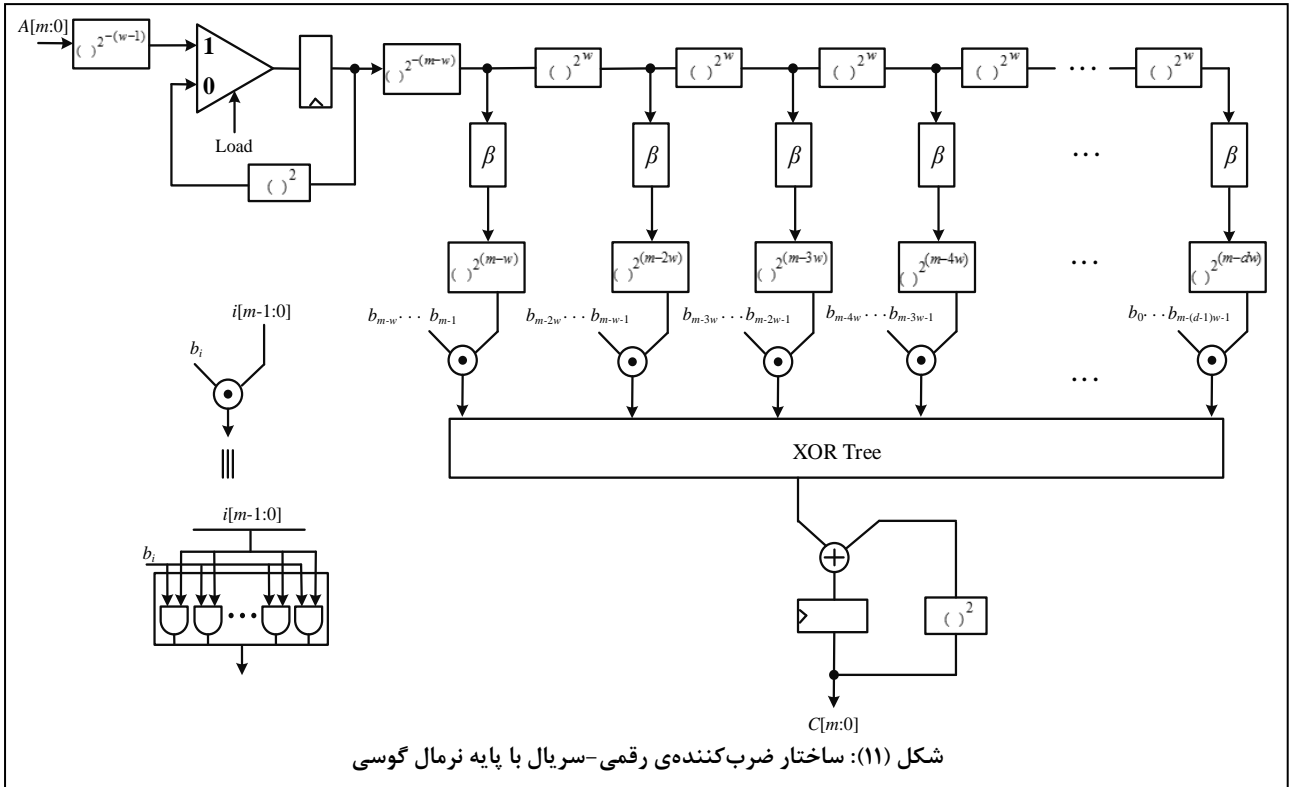 A[m:0]
( )^2^-(w-1)
1
0
Load
( )^2
( )^2^-(m-w)
( )^2^w
( )^2^w
( )^2^w
( )^2^w
...
( )^2^w
β
β
β
β
...
β
( )^2^(m-w)
( )^2^(m-2w)
( )^2^(m-3w)
( )^2^(m-4w)
...
( )^2^(m-dw)
b_{m-w} ··· b_{m-1}
b_{m-2w} ··· b_{m-w-1}
b_{m-3w} ··· b_{m-2w-1}
b_{m-4w} ··· b_{m-3w-1}
b_0 ··· b_{m-(d-1)w-1}
...
XOR Tree
i[m-1:0]
b_i
i[m-1:0]
b_i
...
+
( )^2
C[m:0]
شکل (۱۱): ساختار ضرب‌کننده‌ی رقمی-سریال با پایه نرمال گوسی